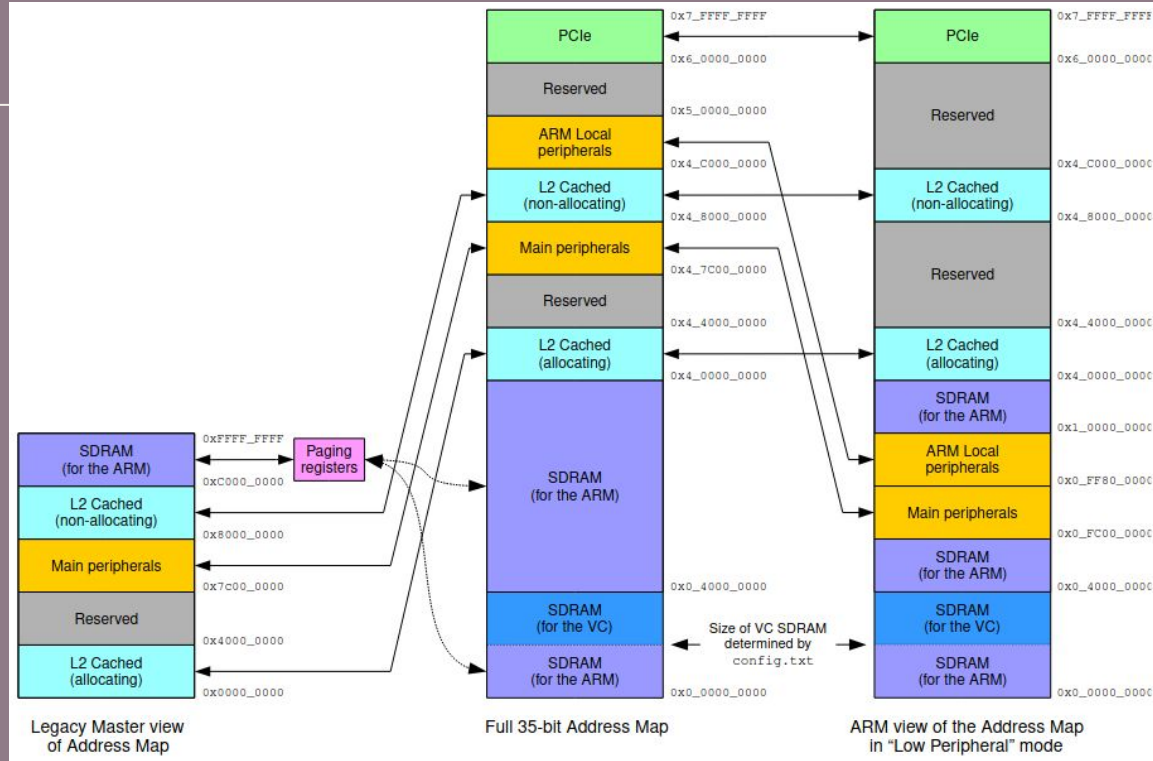 PCIe
Reserved
ARM Local
peripherals
L2 Cached
(non-allocating)
Main peripherals
Reserved
L2 Cached
(allocating)
SDRAM
(for the ARM)
SDRAM
(for the VC)
SDRAM
(for the ARM)
0x7_FFFF_FFFF
0x6_0000_0000
0x5_0000_0000
0x4_C000_0000
0x4_8000_0000
0x4_7C00_0000
0x4_4000_0000
0x4_0000_0000
0x0_4000_0000
0x0_0000_0000
Full 35-bit Address Map
SDRAM
(for the ARM)
L2 Cached
(non-allocating)
Main peripherals
Reserved
L2 Cached
(allocating)
0xFFFF_FFFF
0xC000_0000
0x8000_0000
0x7C00_0000
0x4000_0000
0x0000_0000
Paging
registers
Legacy Master view
of Address Map
Size of VC SDRAM
determined by
config.txt
PCIe
Reserved
L2 Cached
(non-allocating)
Reserved
L2 Cached
(allocating)
SDRAM
(for the ARM)
ARM Local
peripherals
Main peripherals
SDRAM
(for the ARM)
SDRAM
(for the VC)
SDRAM
(for the ARM)
0x7_FFFF_FFFF
0x6_0000_0000
0x4_C000_0000
0x4_8000_0000
0x4_4000_0000
0x4_0000_0000
0x1_0000_0000
0x0_FF80_0000
0x0_FC00_0000
0x0_4000_0000
0x0_0000_0000
ARM view of the Address Map
in “Low Peripheral” mode